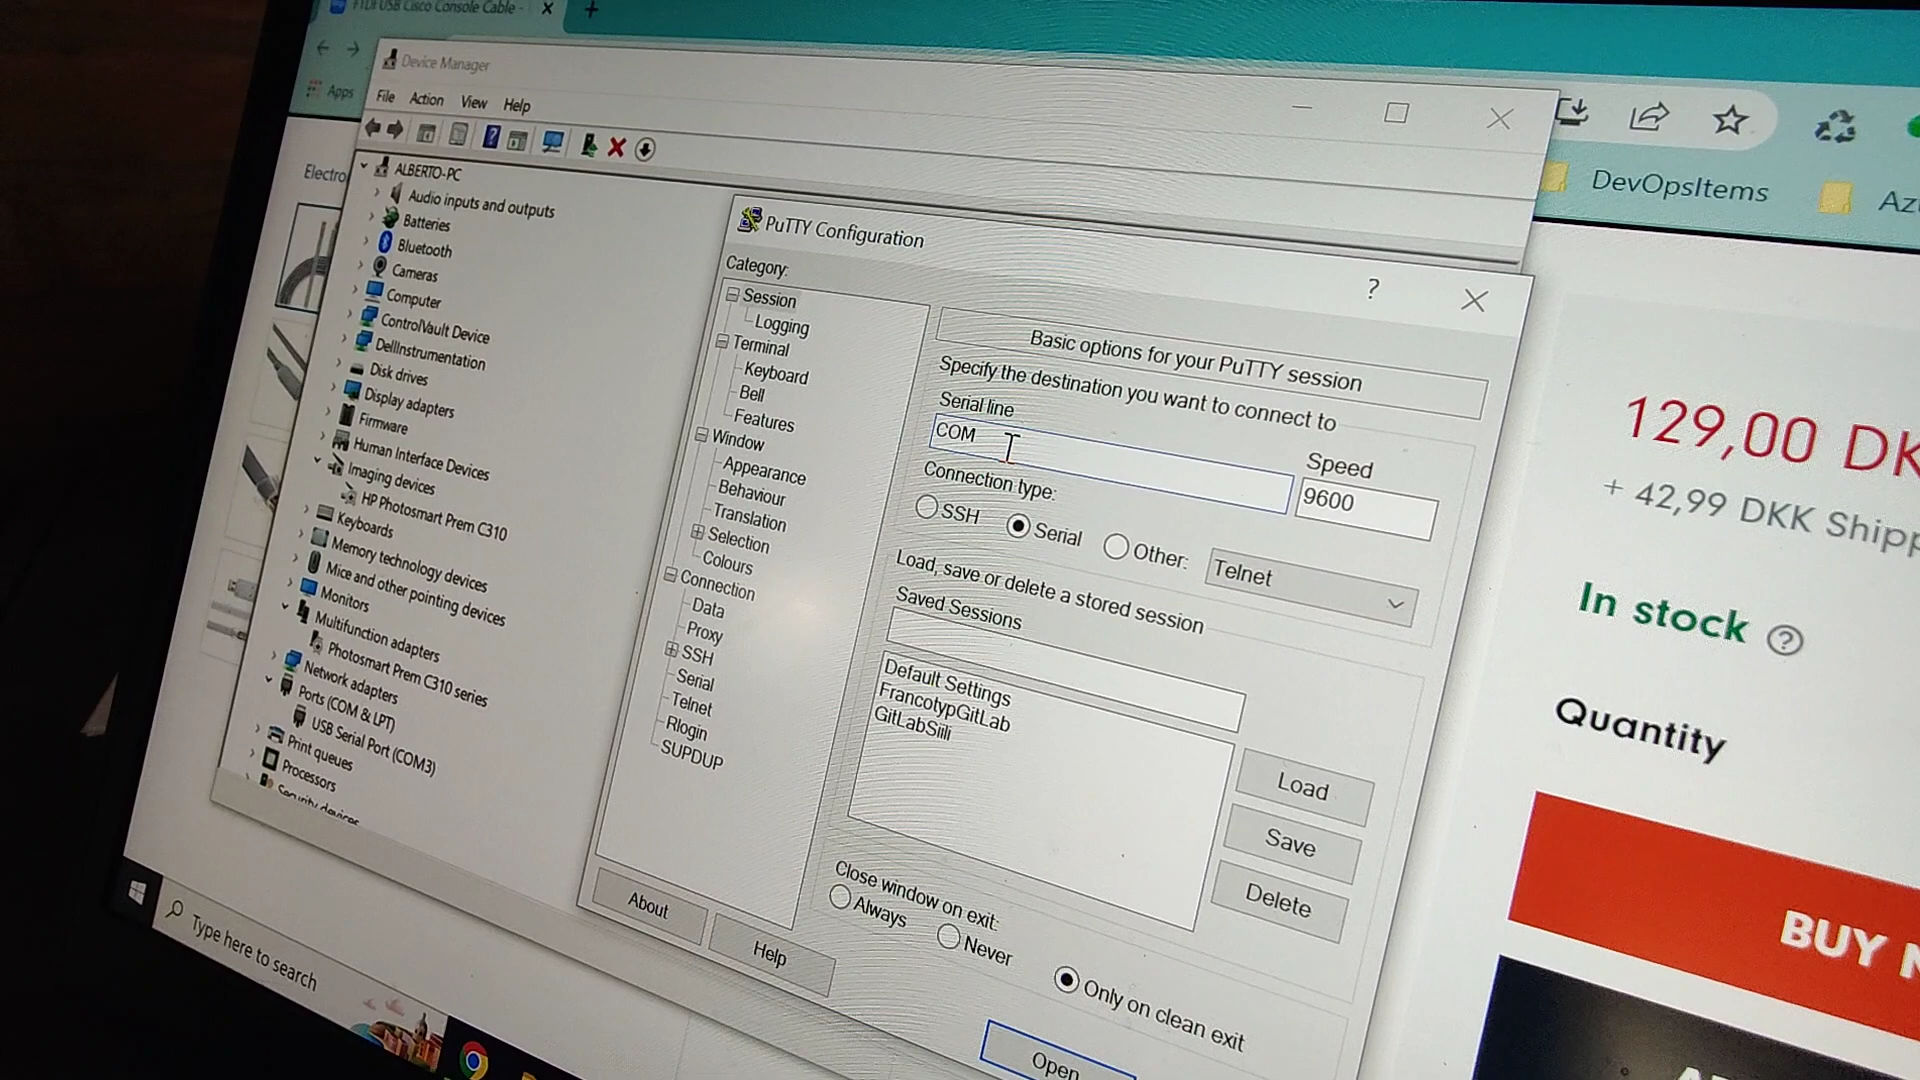 FTDI USB Cisco Console Cable -
Apps
Device Manager
File Action View Help
DevOpsItems
ALBERTO-PC
Audio inputs and outputs
Batteries
Bluetooth
Cameras
Computer
ControlVault Device
DellInstrumentation
Disk drives
Display adapters
Firmware
Human Interface Devices
Imaging devices
HP Photosmart Prem C310
Keyboards
Memory technology devices
Mice and other pointing devices
Monitors
Multifunction adapters
Photosmart Prem C310 series
Network adapters
Ports (COM & LPT)
USB Serial Port (COM3)
Print queues
Processors
Security devices
PuTTY Configuration
?
Category:
Session
Logging
Terminal
Keyboard
Bell
Features
Window
Appearance
Behaviour
Translation
Selection
Colours
Connection
Data
Proxy
SSH
Serial
Telnet
Rlogin
SUPDUP
Basic options for your PuTTY session
Specify the destination you want to connect to
Serial line
Speed
COM
9600
Connection type:
SSH Serial Other: Telnet
Load, save or delete a stored session
Saved Sessions
Default Settings
FrancotypGitLab
GitLabSiili
Load
Save
Delete
Close window on exit:
Always Never Only on clean exit
About Help Open
129,00 DK
+ 42,99 DKK Shipp
In stock ?
Quantity
BUY N
Type here to search